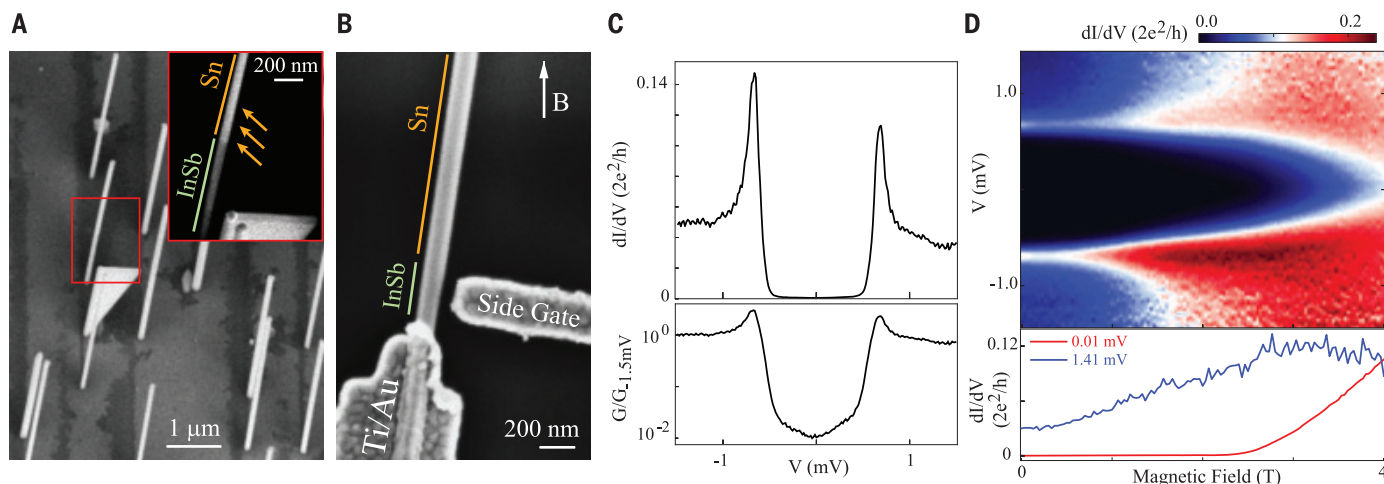 A
200 nm
Sn
InSb
1 μm
B
B
Sn
InSb
Side Gate
Ti/Au
200 nm
C
0.14
dI/dV (2e²/h)
0
10⁰
G/G-1.5mV
10⁻²
-1
1
V (mV)
D
dI/dV (2e²/h)
0.0
0.2
1.0
V (mV)
-1.0
0.12
0.01 mV
1.41 mV
dI/dV
(2e²/h)
0
0
Magnetic Field (T)
4